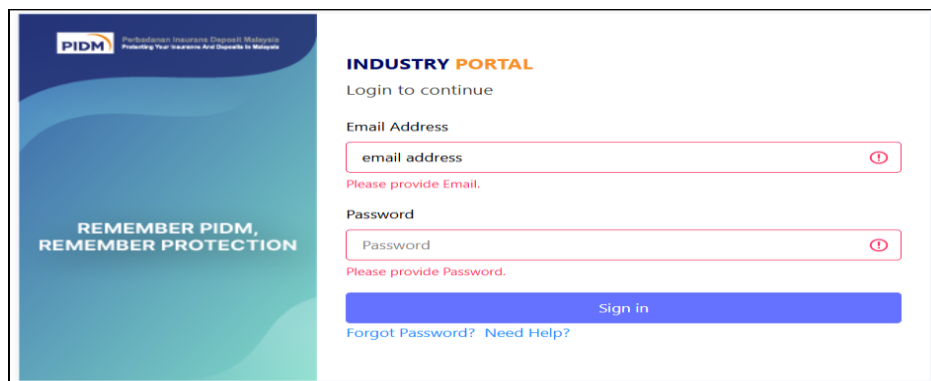 PIDM
Perbadanan Insurans Deposit Malaysia
Protecting Your Insurance And Deposits In Malaysia
REMEMBER PIDM,
REMEMBER PROTECTION
INDUSTRY PORTAL
Login to continue
Email Address
email address
Please provide Email.
Password
Password
Please provide Password.
Sign in
Forgot Password? Need Help?